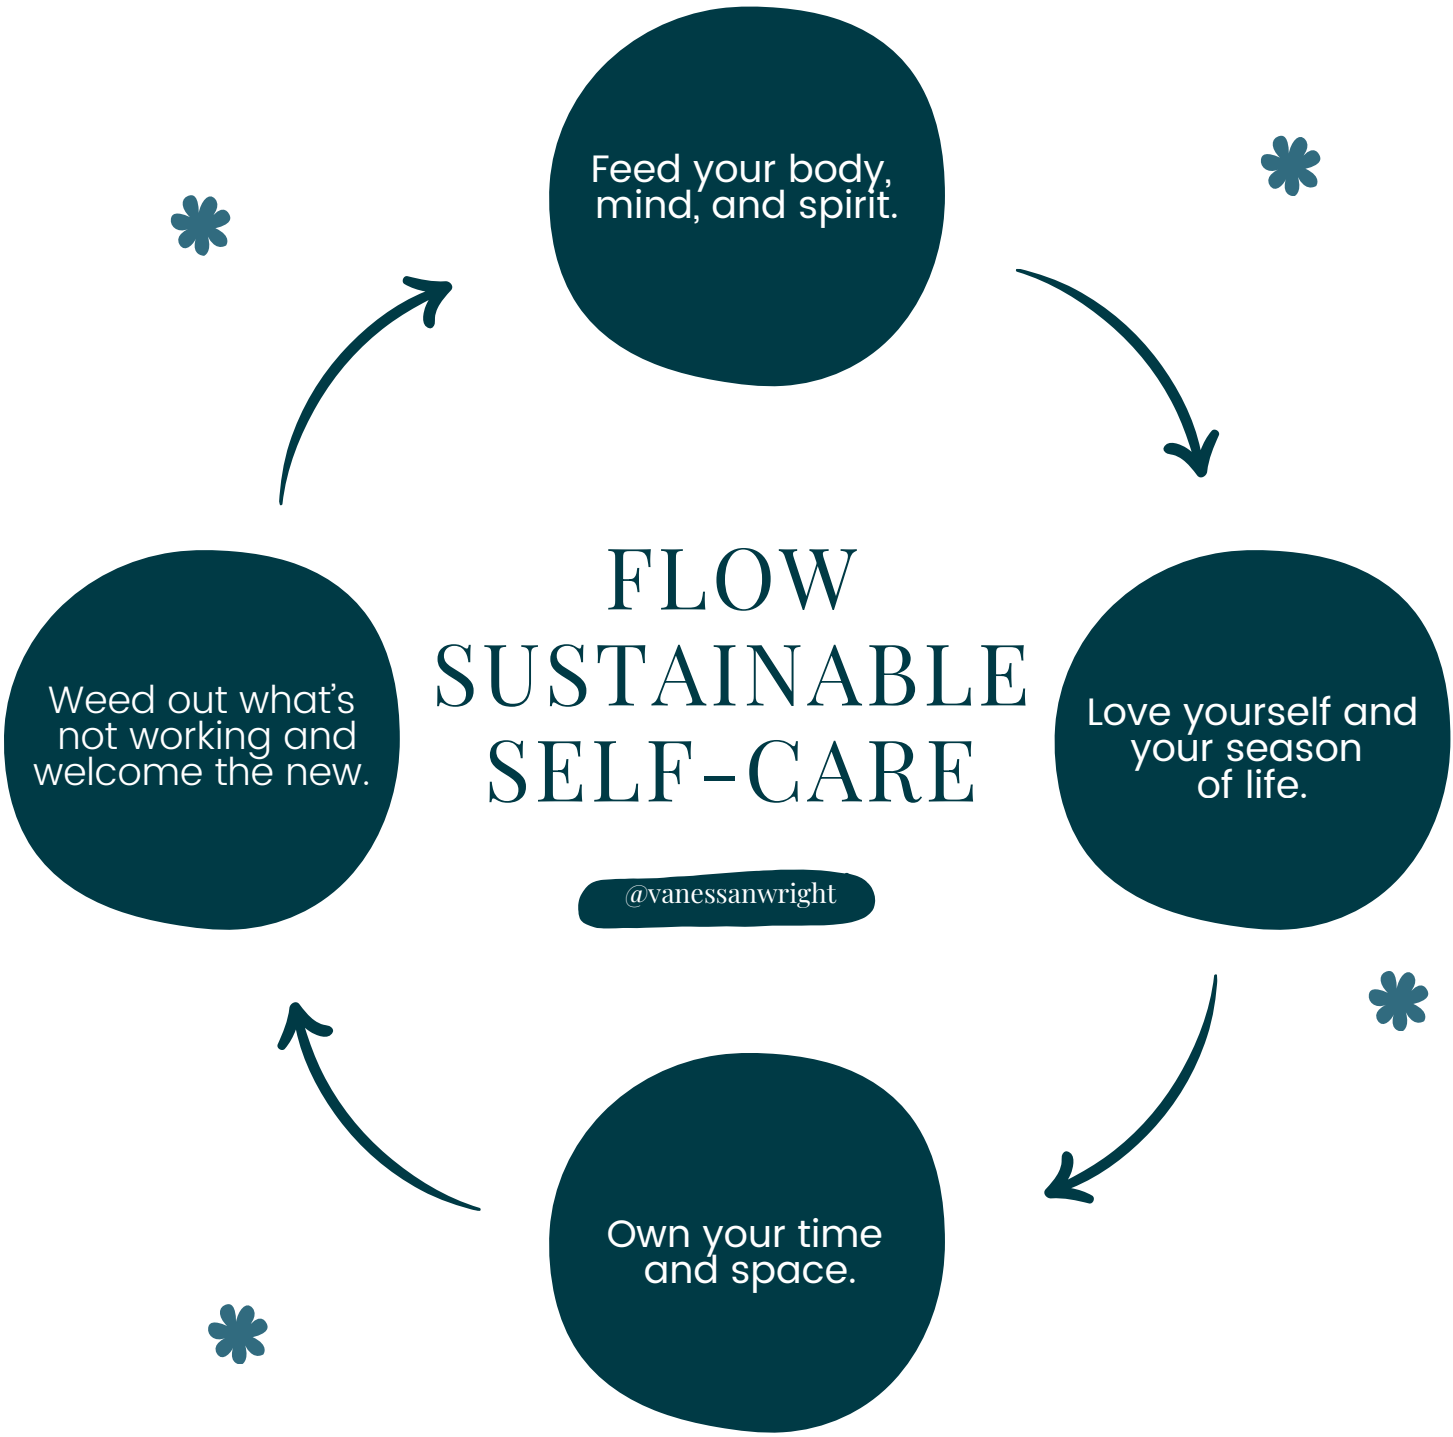 Feed your body,
mind, and spirit.
FLOW
SUSTAINABLE
SELF-CARE
@vanessanwright
Love yourself and
your season
of life.
Own your time
and space.
Weed out what's
not working and
welcome the new.